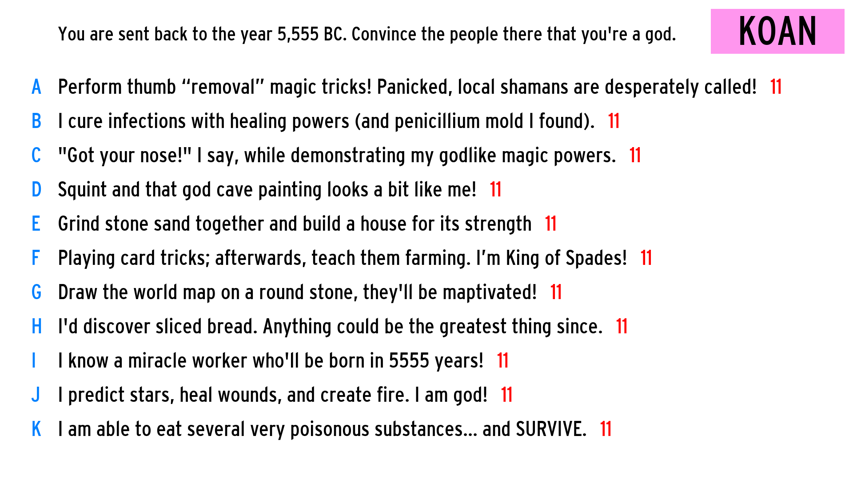 You are sent back to the year 5,555 BC. Convince the people there that you're a god.
KOAN
A Perform thumb “removal” magic tricks! Panicked, local shamans are desperately called! 11
B I cure infections with healing powers (and penicillium mold I found). 11
C "Got your nose!" I say, while demonstrating my godlike magic powers. 11
D Squint and that god cave painting looks a bit like me! 11
E Grind stone sand together and build a house for its strength 11
F Playing card tricks; afterwards, teach them farming. I’m King of Spades! 11
G Draw the world map on a round stone, they'll be maptivated! 11
H I'd discover sliced bread. Anything could be the greatest thing since. 11
I I know a miracle worker who'll be born in 5555 years! 11
J I predict stars, heal wounds, and create fire. I am god! 11
K I am able to eat several very poisonous substances... and SURVIVE. 11